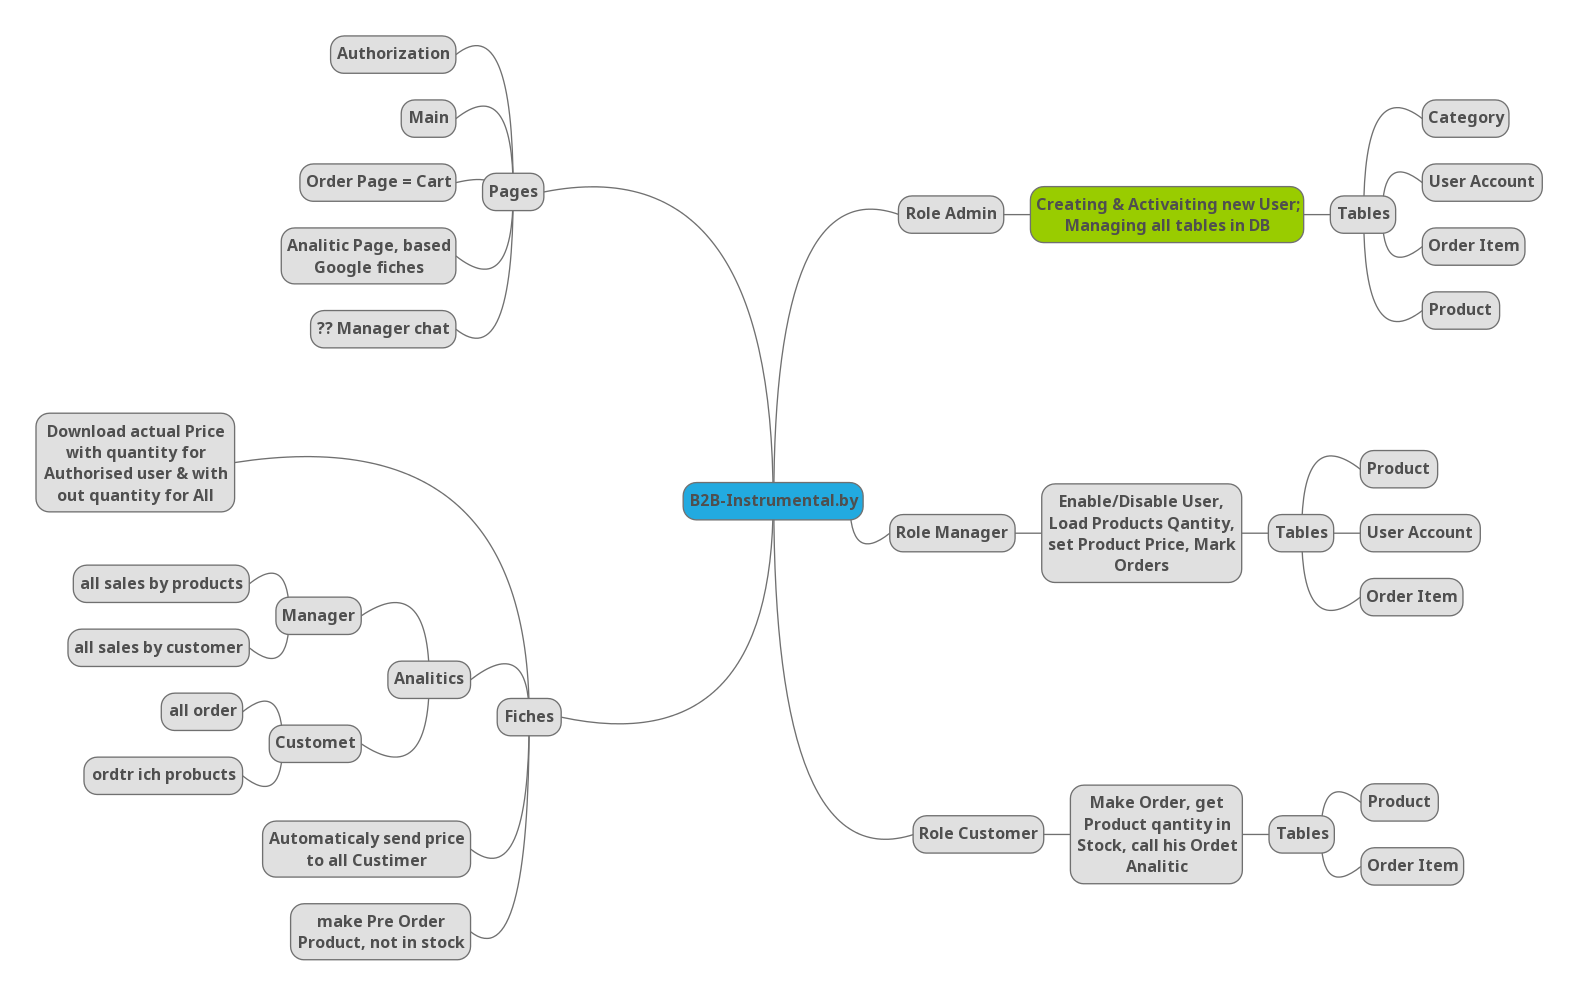 Authorization
Main
Order Page = Cart
Pages
Analitic Page, based
Google fiches
?? Manager chat
Role Admin
Creating & Activaiting new User;
Managing all tables in DB
Tables
Category
User Account
Order Item
Product
B2B-Instrumental.by
Role Manager
Enable/Disable User,
Load Products Qantity,
set Product Price, Mark
Orders
Tables
Product
User Account
Order Item
Download actual Price
with quantity for
Authorised user & with
out quantity for All
all sales by products
Manager
all sales by customer
Analitics
all order
Customet
ordtr ich probucts
Fiches
Automaticaly send price
to all Custimer
make Pre Order
Product, not in stock
Role Customer
Make Order, get
Product qantity in
Stock, call his Ordet
Analitic
Tables
Product
Order Item